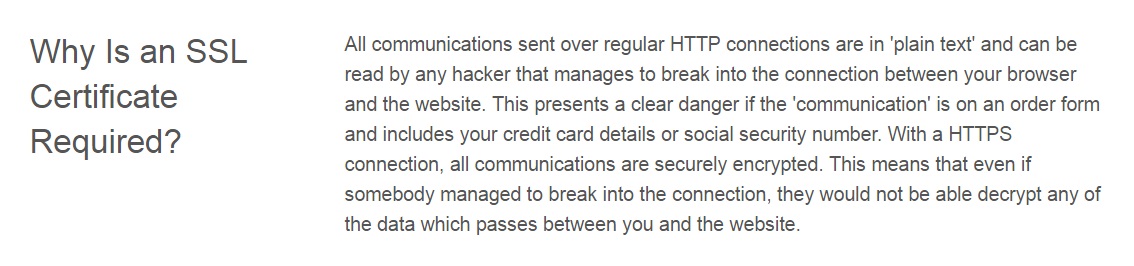 Why Is an SSL
Certificate
Required?
All communications sent over regular HTTP connections are in 'plain text' and can be
read by any hacker that manages to break into the connection between your browser
and the website. This presents a clear danger if the 'communication' is on an order form
and includes your credit card details or social security number. With a HTTPS
connection, all communications are securely encrypted. This means that even if
somebody managed to break into the connection, they would not be able decrypt any of
the data which passes between you and the website.